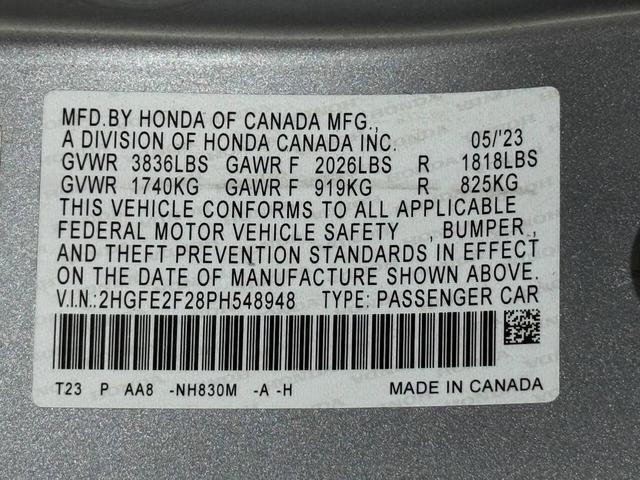 MFD.BY HONDA OF CANADA MFG.,
A DIVISION OF HONDA CANADA INC. 05/'23
GVWR 3836LBS GAWR F 2026LBS R 1818LBS
GVWR 1740KG GAWR F 919KG R 825KG
THIS VEHICLE CONFORMS TO ALL APPLICABLE
FEDERAL MOTOR VEHICLE SAFETY , BUMPER ,
AND THEFT PREVENTION STANDARDS IN EFFECT
ON THE DATE OF MANUFACTURE SHOWN ABOVE.
V.I.N.:2HGFE2F28PH548948 TYPE: PASSENGER CAR
T23 P AA8 -NH830M -A -H MADE IN CANADA